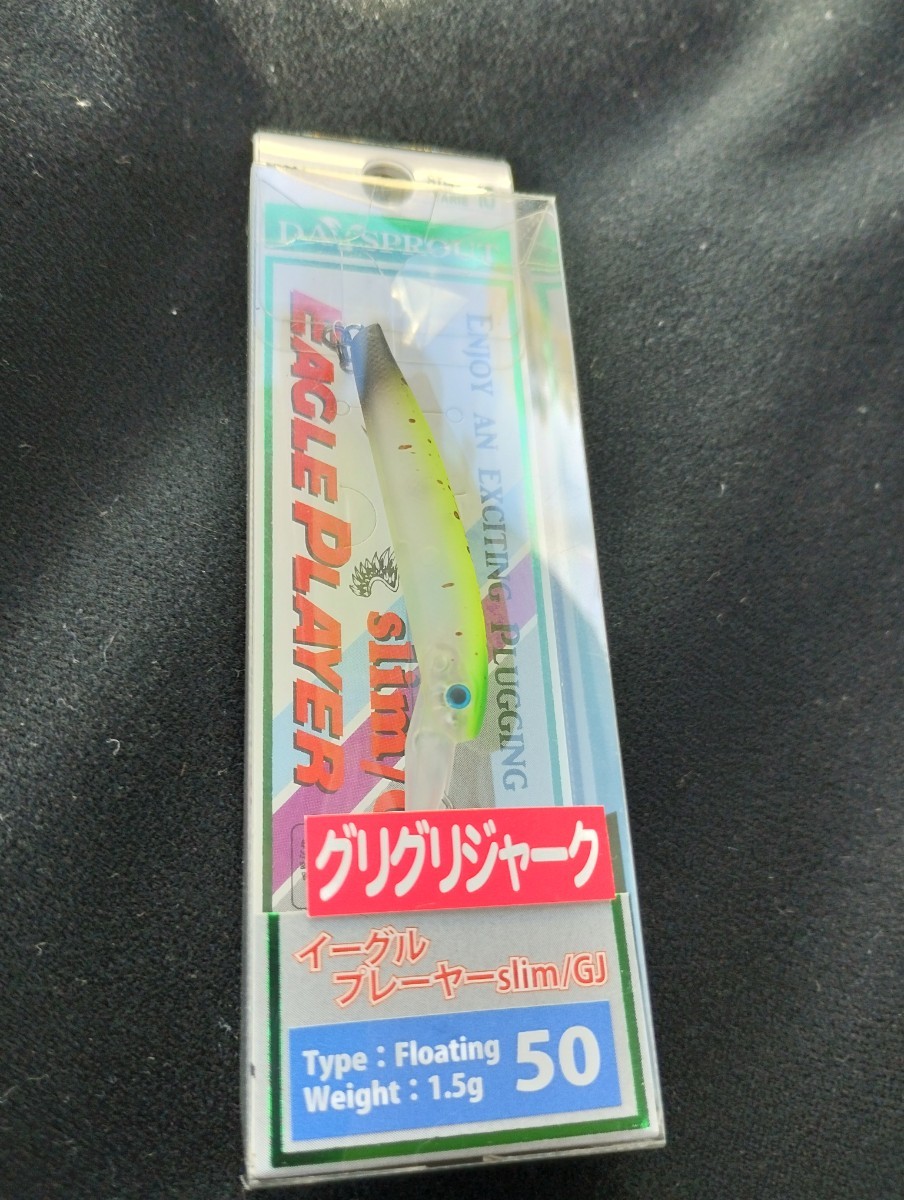 DAYSPROUT
ENJOY AN EXCITING PLUGGING
EAGLE PLAYER
slim/
グリグリジャーク
イーグル
プレーヤーslim/GJ
Type：Floating
Weight：1.5g
50